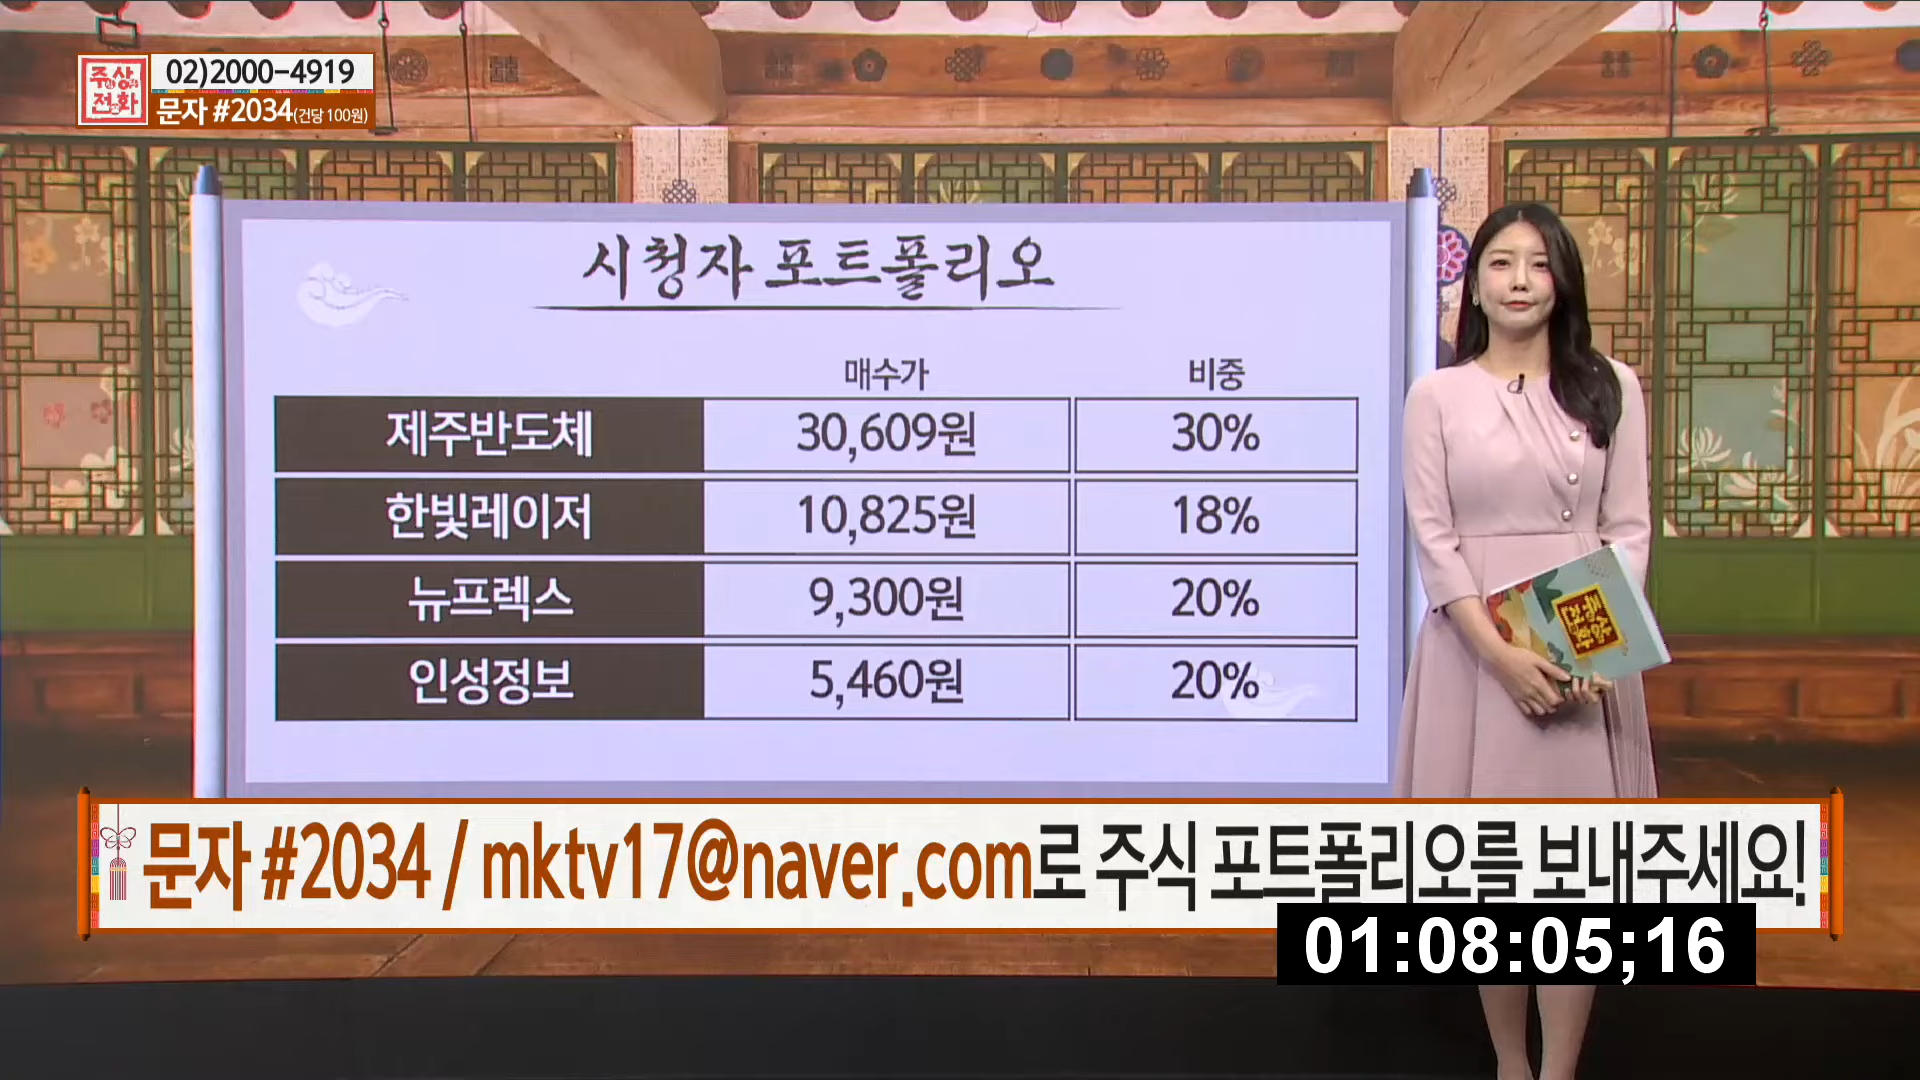 주상
전화
02)2000-4919
문자 #2034(건당 100원)
시청자 포트폴리오
매수가 비중
제주반도체 30,609원 30%
한빛레이저 10,825원 18%
뉴프렉스 9,300원 20%
인성정보 5,460원 20%
문자 #2034 / mktv17@naver.com로 주식 포트폴리오를 보내주세요!
01:08:05;16